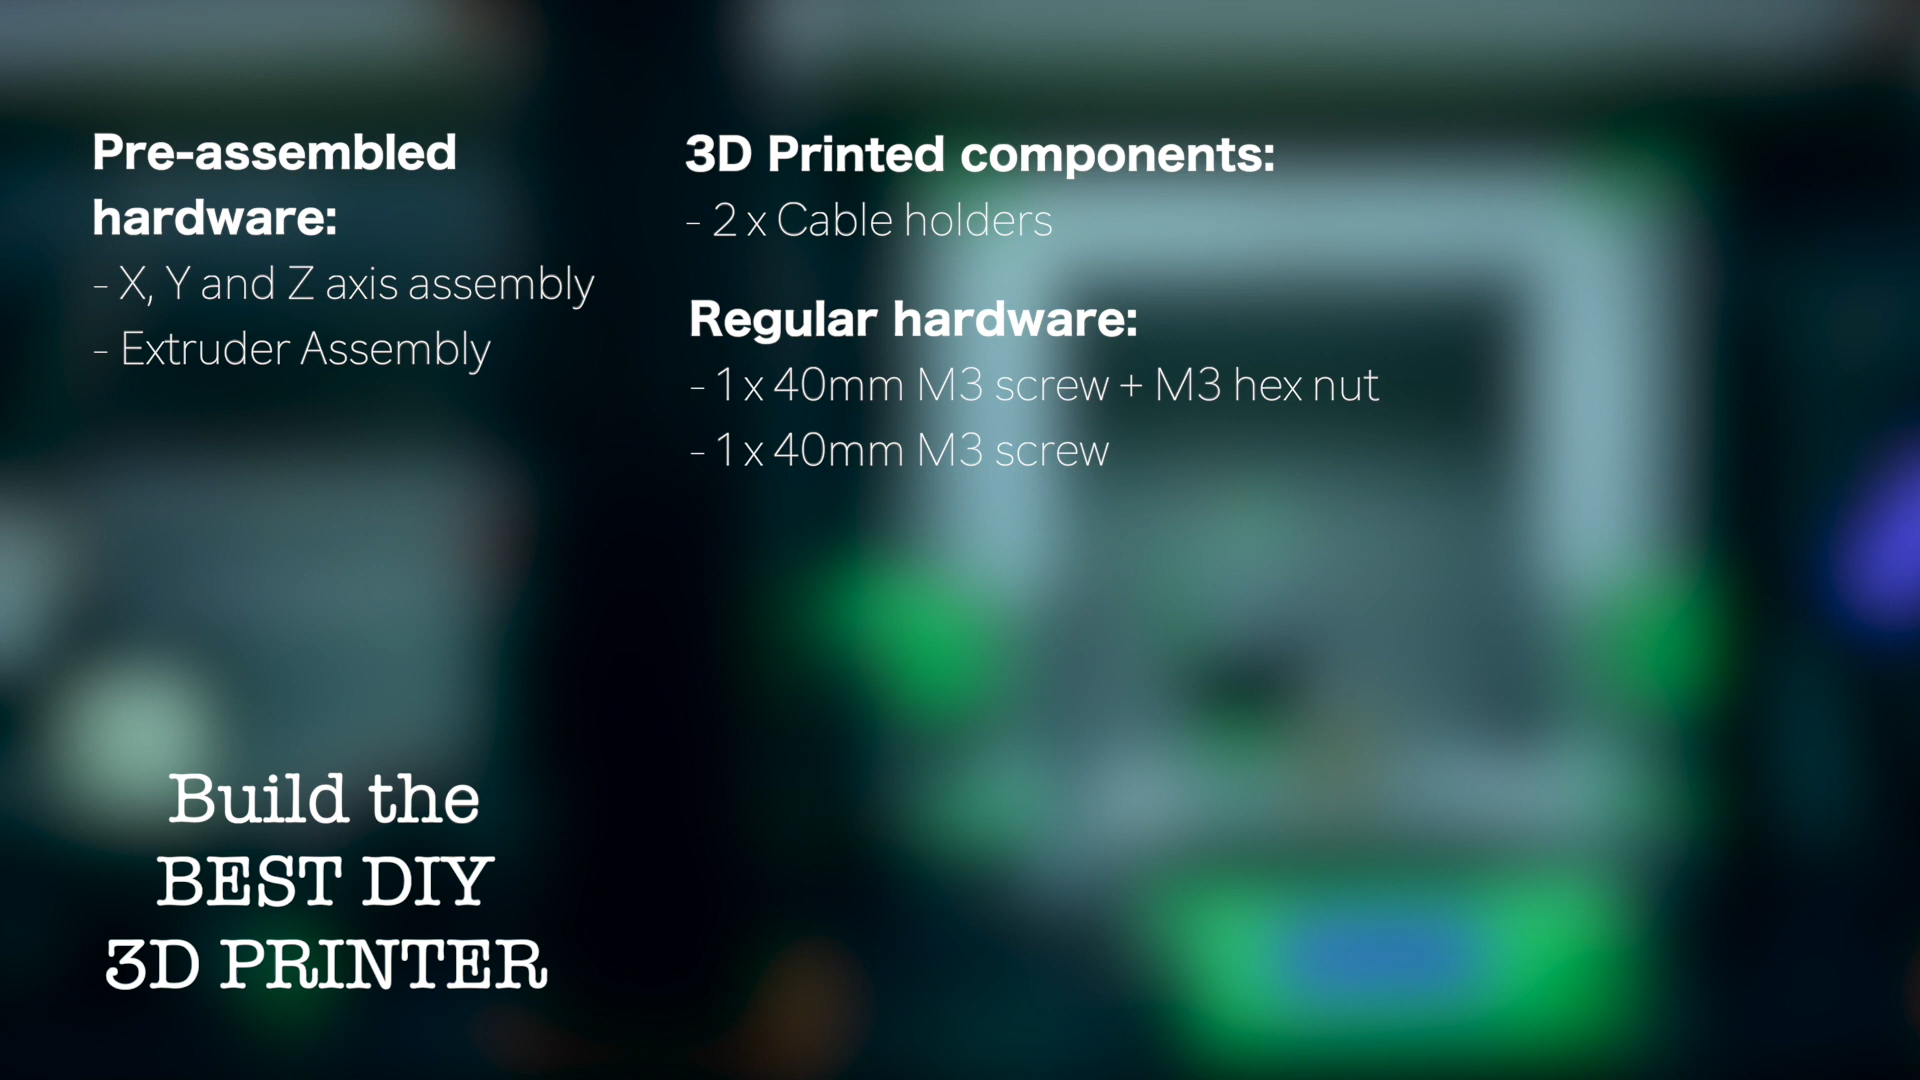 Pre-assembled
hardware:
- X, Y and Z axis assembly
- Extruder Assembly
3D Printed components:
- 2 x Cable holders
Regular hardware:
- 1 x 40mm M3 screw + M3 hex nut
- 1 x 40mm M3 screw
Build the
BEST DIY
3D PRINTER